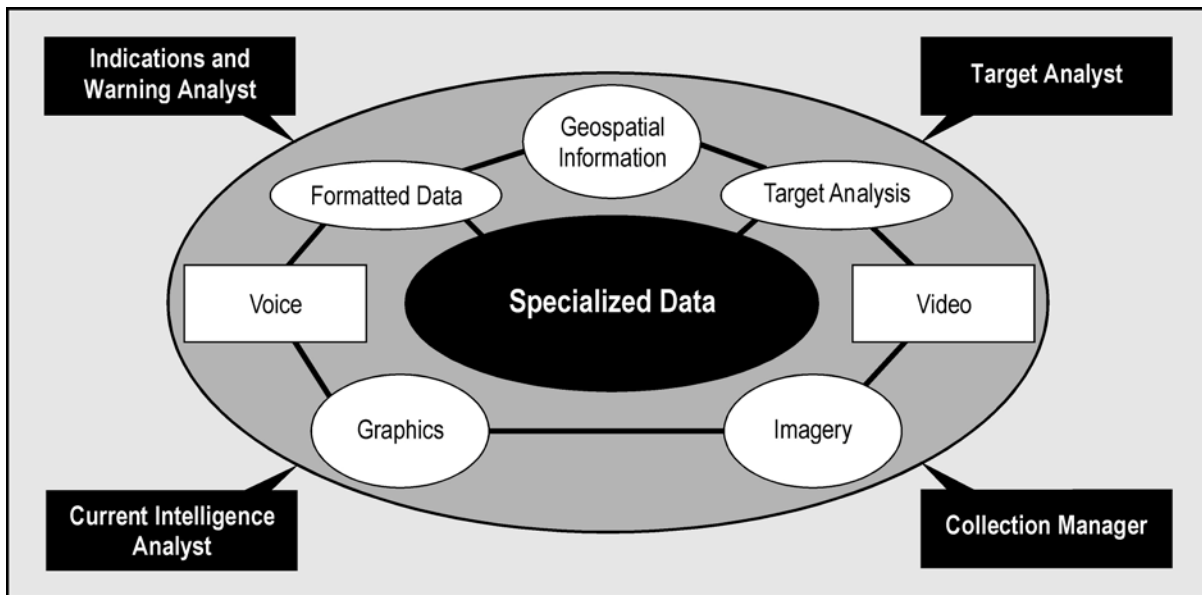 Indications and
Warning Analyst
Target Analyst
Geospatial
Information
Formatted Data
Target Analysis
Voice
Specialized Data
Video
Graphics
Imagery
Current Intelligence
Analyst
Collection Manager